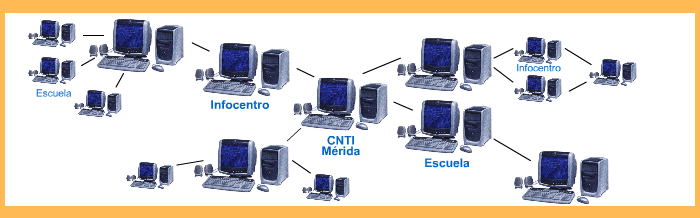 Escuela
Infocentro
CNTI
Mérida
Escuela
Infocentro